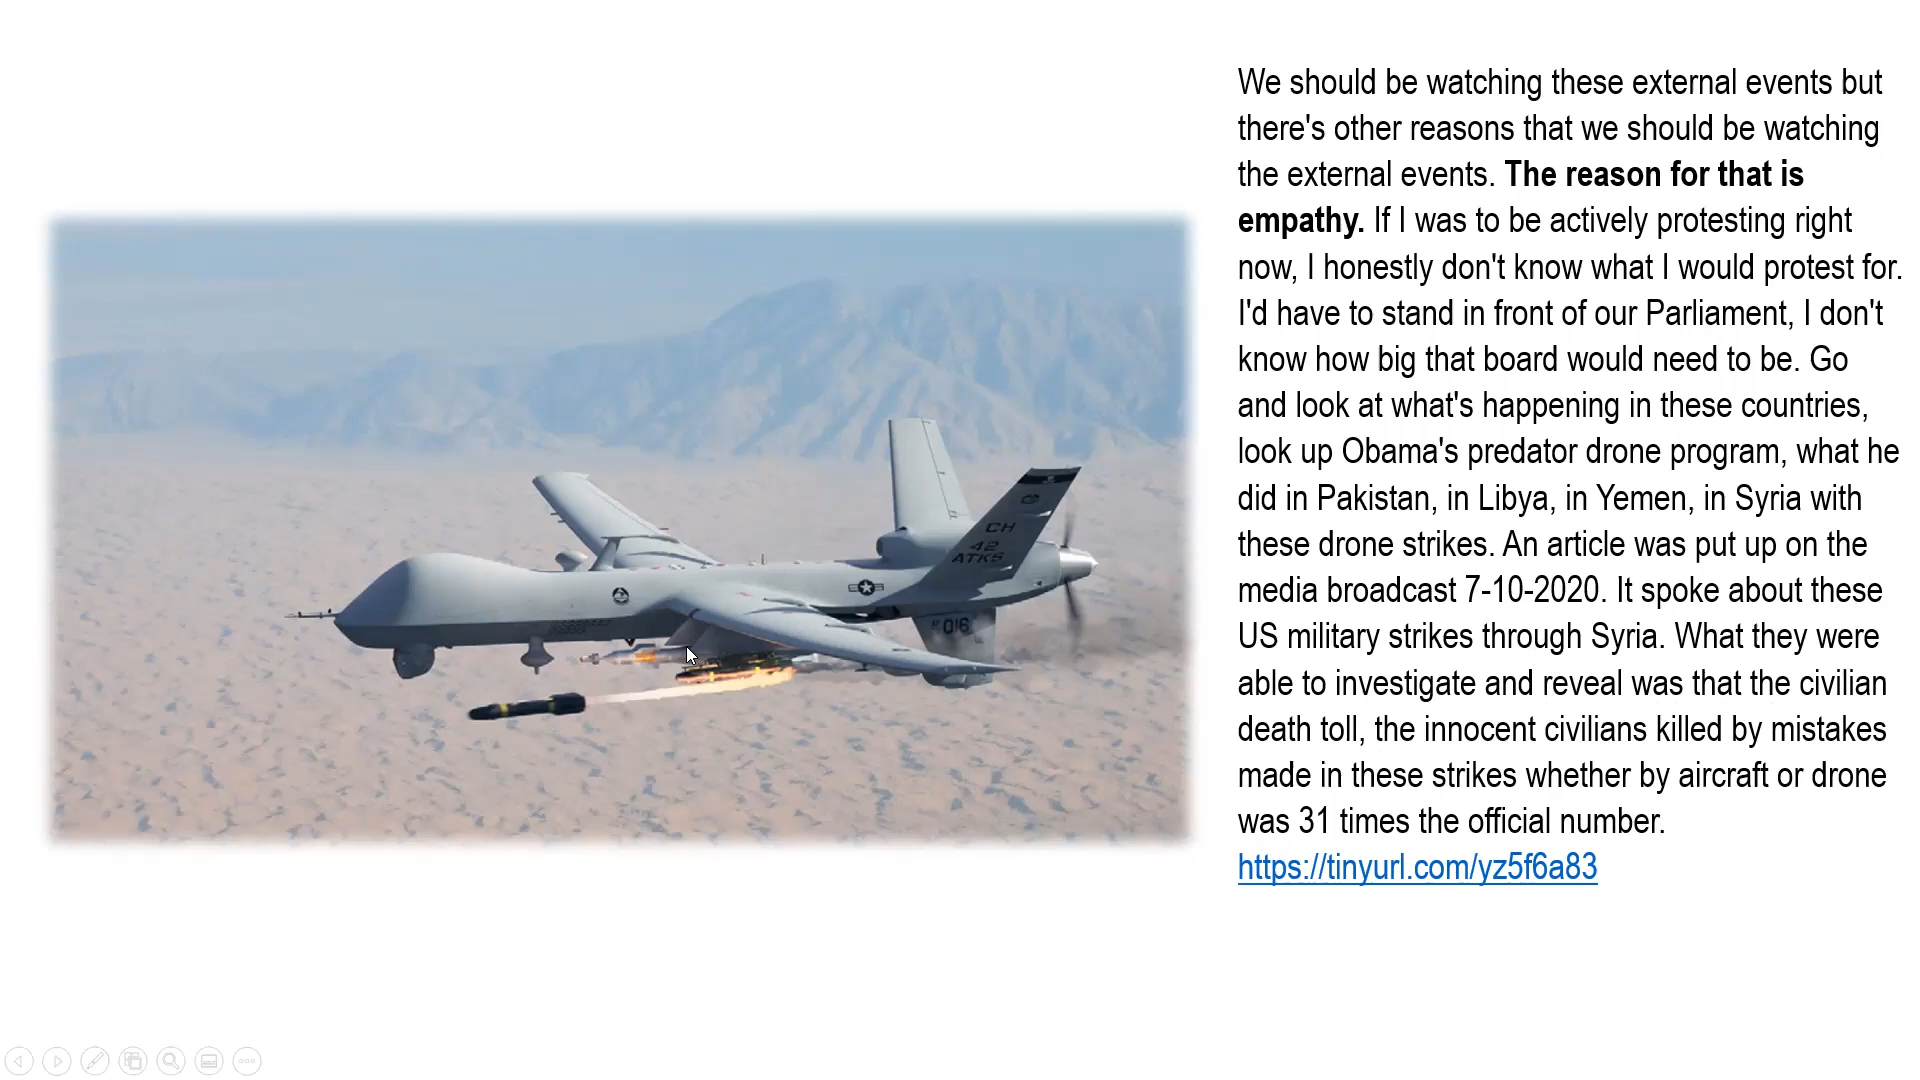 We should be watching these external events but
there's other reasons that we should be watching
the external events. The reason for that is
empathy. If I was to be actively protesting right
now, I honestly don't know what I would protest for.
I'd have to stand in front of our Parliament, I don't
know how big that board would need to be. Go
and look at what's happening in these countries,
look up Obama's predator drone program, what he
did in Pakistan, in Libya, in Yemen, in Syria with
these drone strikes. An article was put up on the
media broadcast 7-10-2020. It spoke about these
US military strikes through Syria. What they were
able to investigate and reveal was that the civilian
death toll, the innocent civilians killed by mistakes
made in these strikes whether by aircraft or drone
was 31 times the official number.
https://tinyurl.com/yz5f6a83
CH
42
ATKS
016